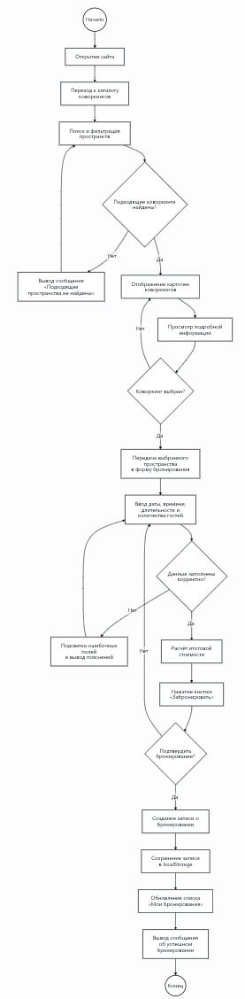 Начало
Открытие сайта
Переход к каталогу
коворкингов
Поиск и фильтрация
пространств
Подходящие коворкинги
найдены?
Нет
Да
Вывод сообщения
«Подходящие
пространства не найдены»
Отображение карточек
коворкингов
Нет
Просмотр подробной
информации
Коворкинг выбран?
Да
Передача выбранного
пространства
в форму бронирования
Ввод даты, времени,
длительности и
количества гостей
Данные заполнены
корректно?
Нет
Да
Подсветка ошибочных
полей
и вывод пояснений
Нет
Расчёт итоговой
стоимости
Нажатие кнопки
«Забронировать»
Подтвердить
бронирование?
Да
Создание записи о
бронировании
Сохранение записи
в localStorage
Обновление списка
«Мои бронирования»
Вывод сообщения
об успешном
бронировании
Конец